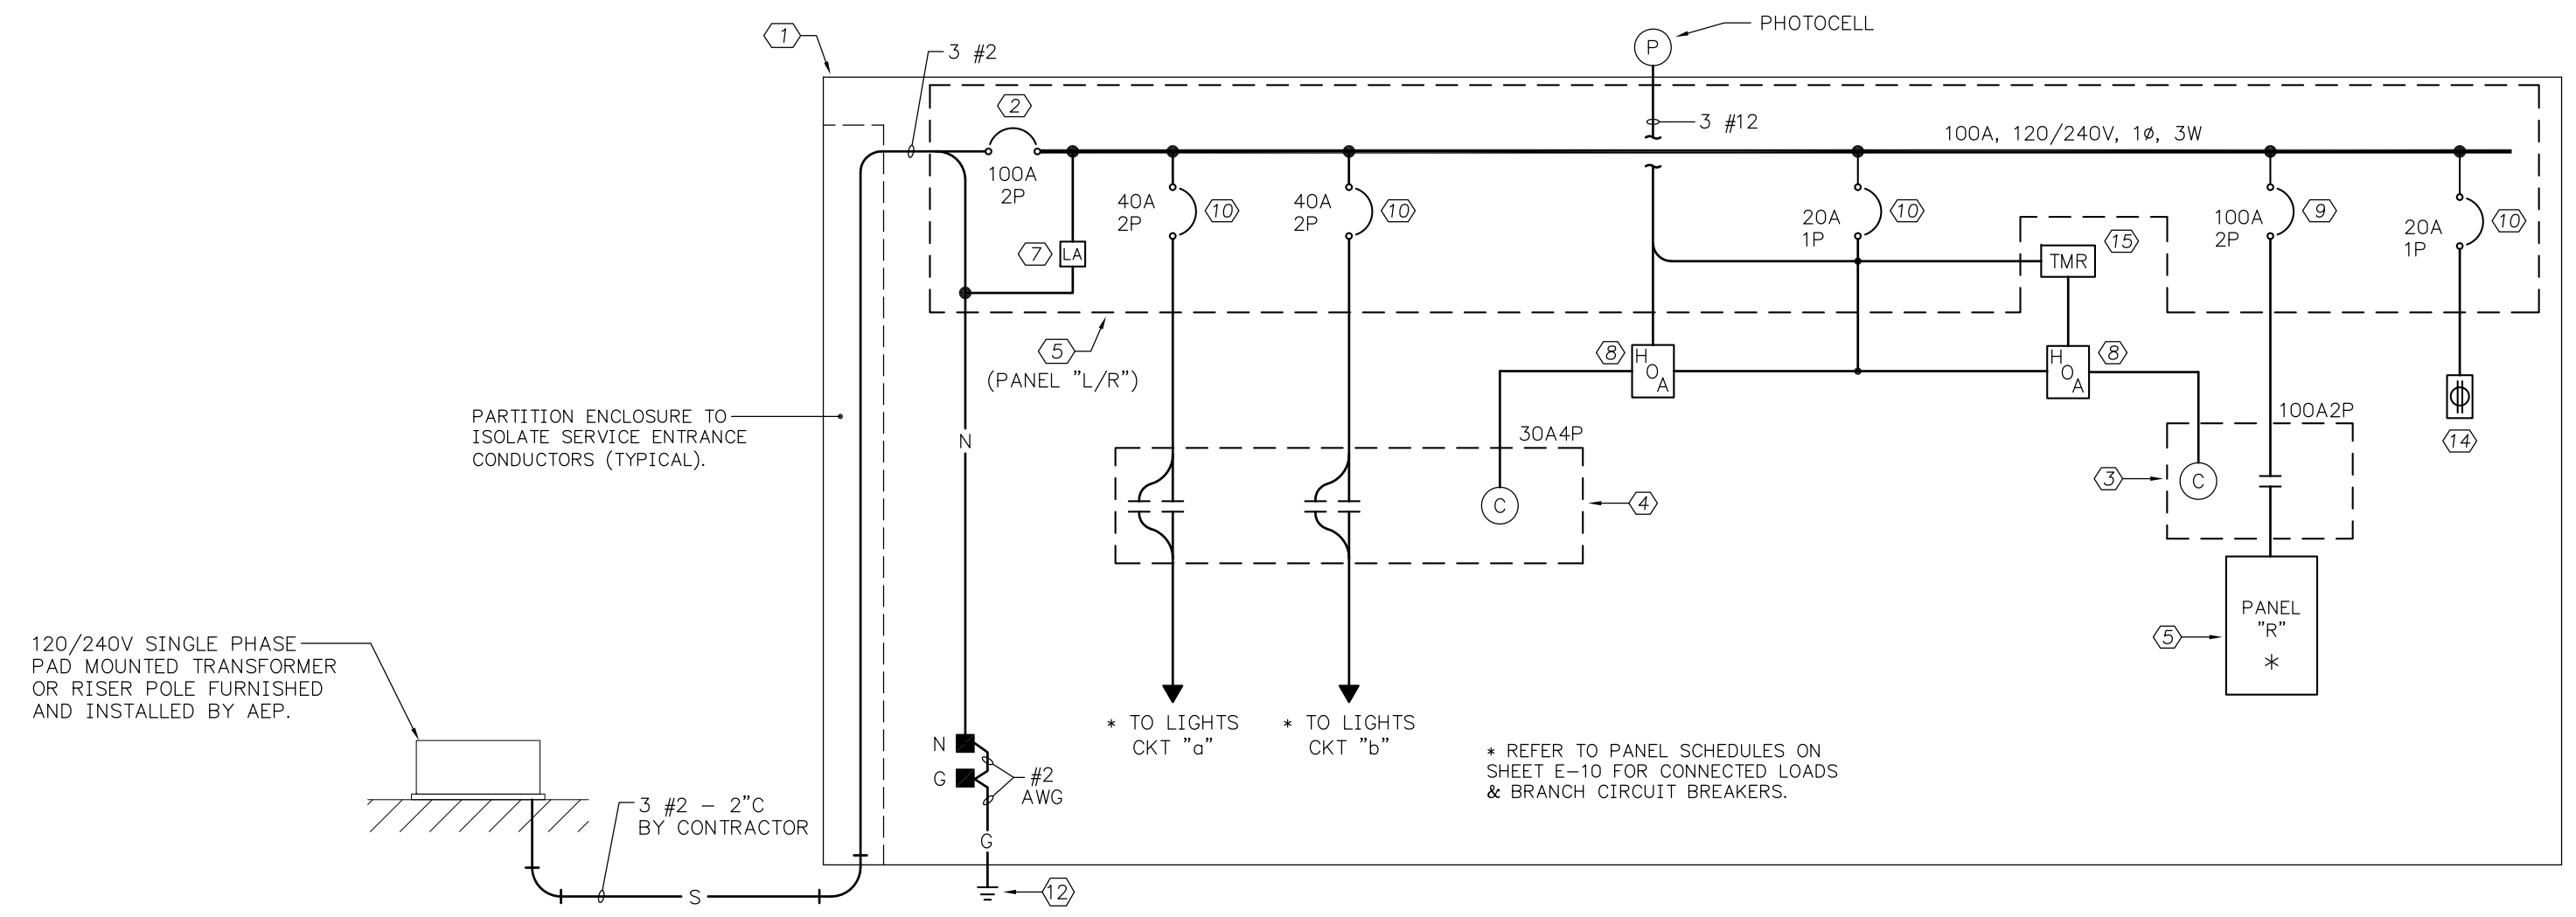 PHOTOCELL
1
3 #2
P
2
3 #12
100A, 120/240V, 1ø, 3W
100A
2P
40A
2P
10
40A
2P
10
20A
1P
10
100A
2P
9
20A
1P
10
7
LA
15
TMR
5
(PANEL "L/R")
8
H
O
A
H
O
A
8
PARTITION ENCLOSURE TO
ISOLATE SERVICE ENTRANCE
CONDUCTORS (TYPICAL).
N
30A4P
100A2P
14
C
4
3
C
120/240V SINGLE PHASE
PAD MOUNTED TRANSFORMER
OR RISER POLE FURNISHED
AND INSTALLED BY AEP.
PANEL
"R"
*
5
* TO LIGHTS
CKT "a"
* TO LIGHTS
CKT "b"
N
G
#2
AWG
* REFER TO PANEL SCHEDULES ON
SHEET E-10 FOR CONNECTED LOADS
& BRANCH CIRCUIT BREAKERS.
3 #2 - 2"C
BY CONTRACTOR
G
S
12